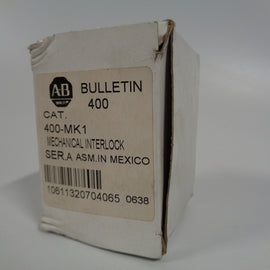 AB
BULLETIN
400
CAT.
400-MK1
MECHANICAL INTERLOCK
SER.A ASM.IN MEXICO
10611320704065 0638